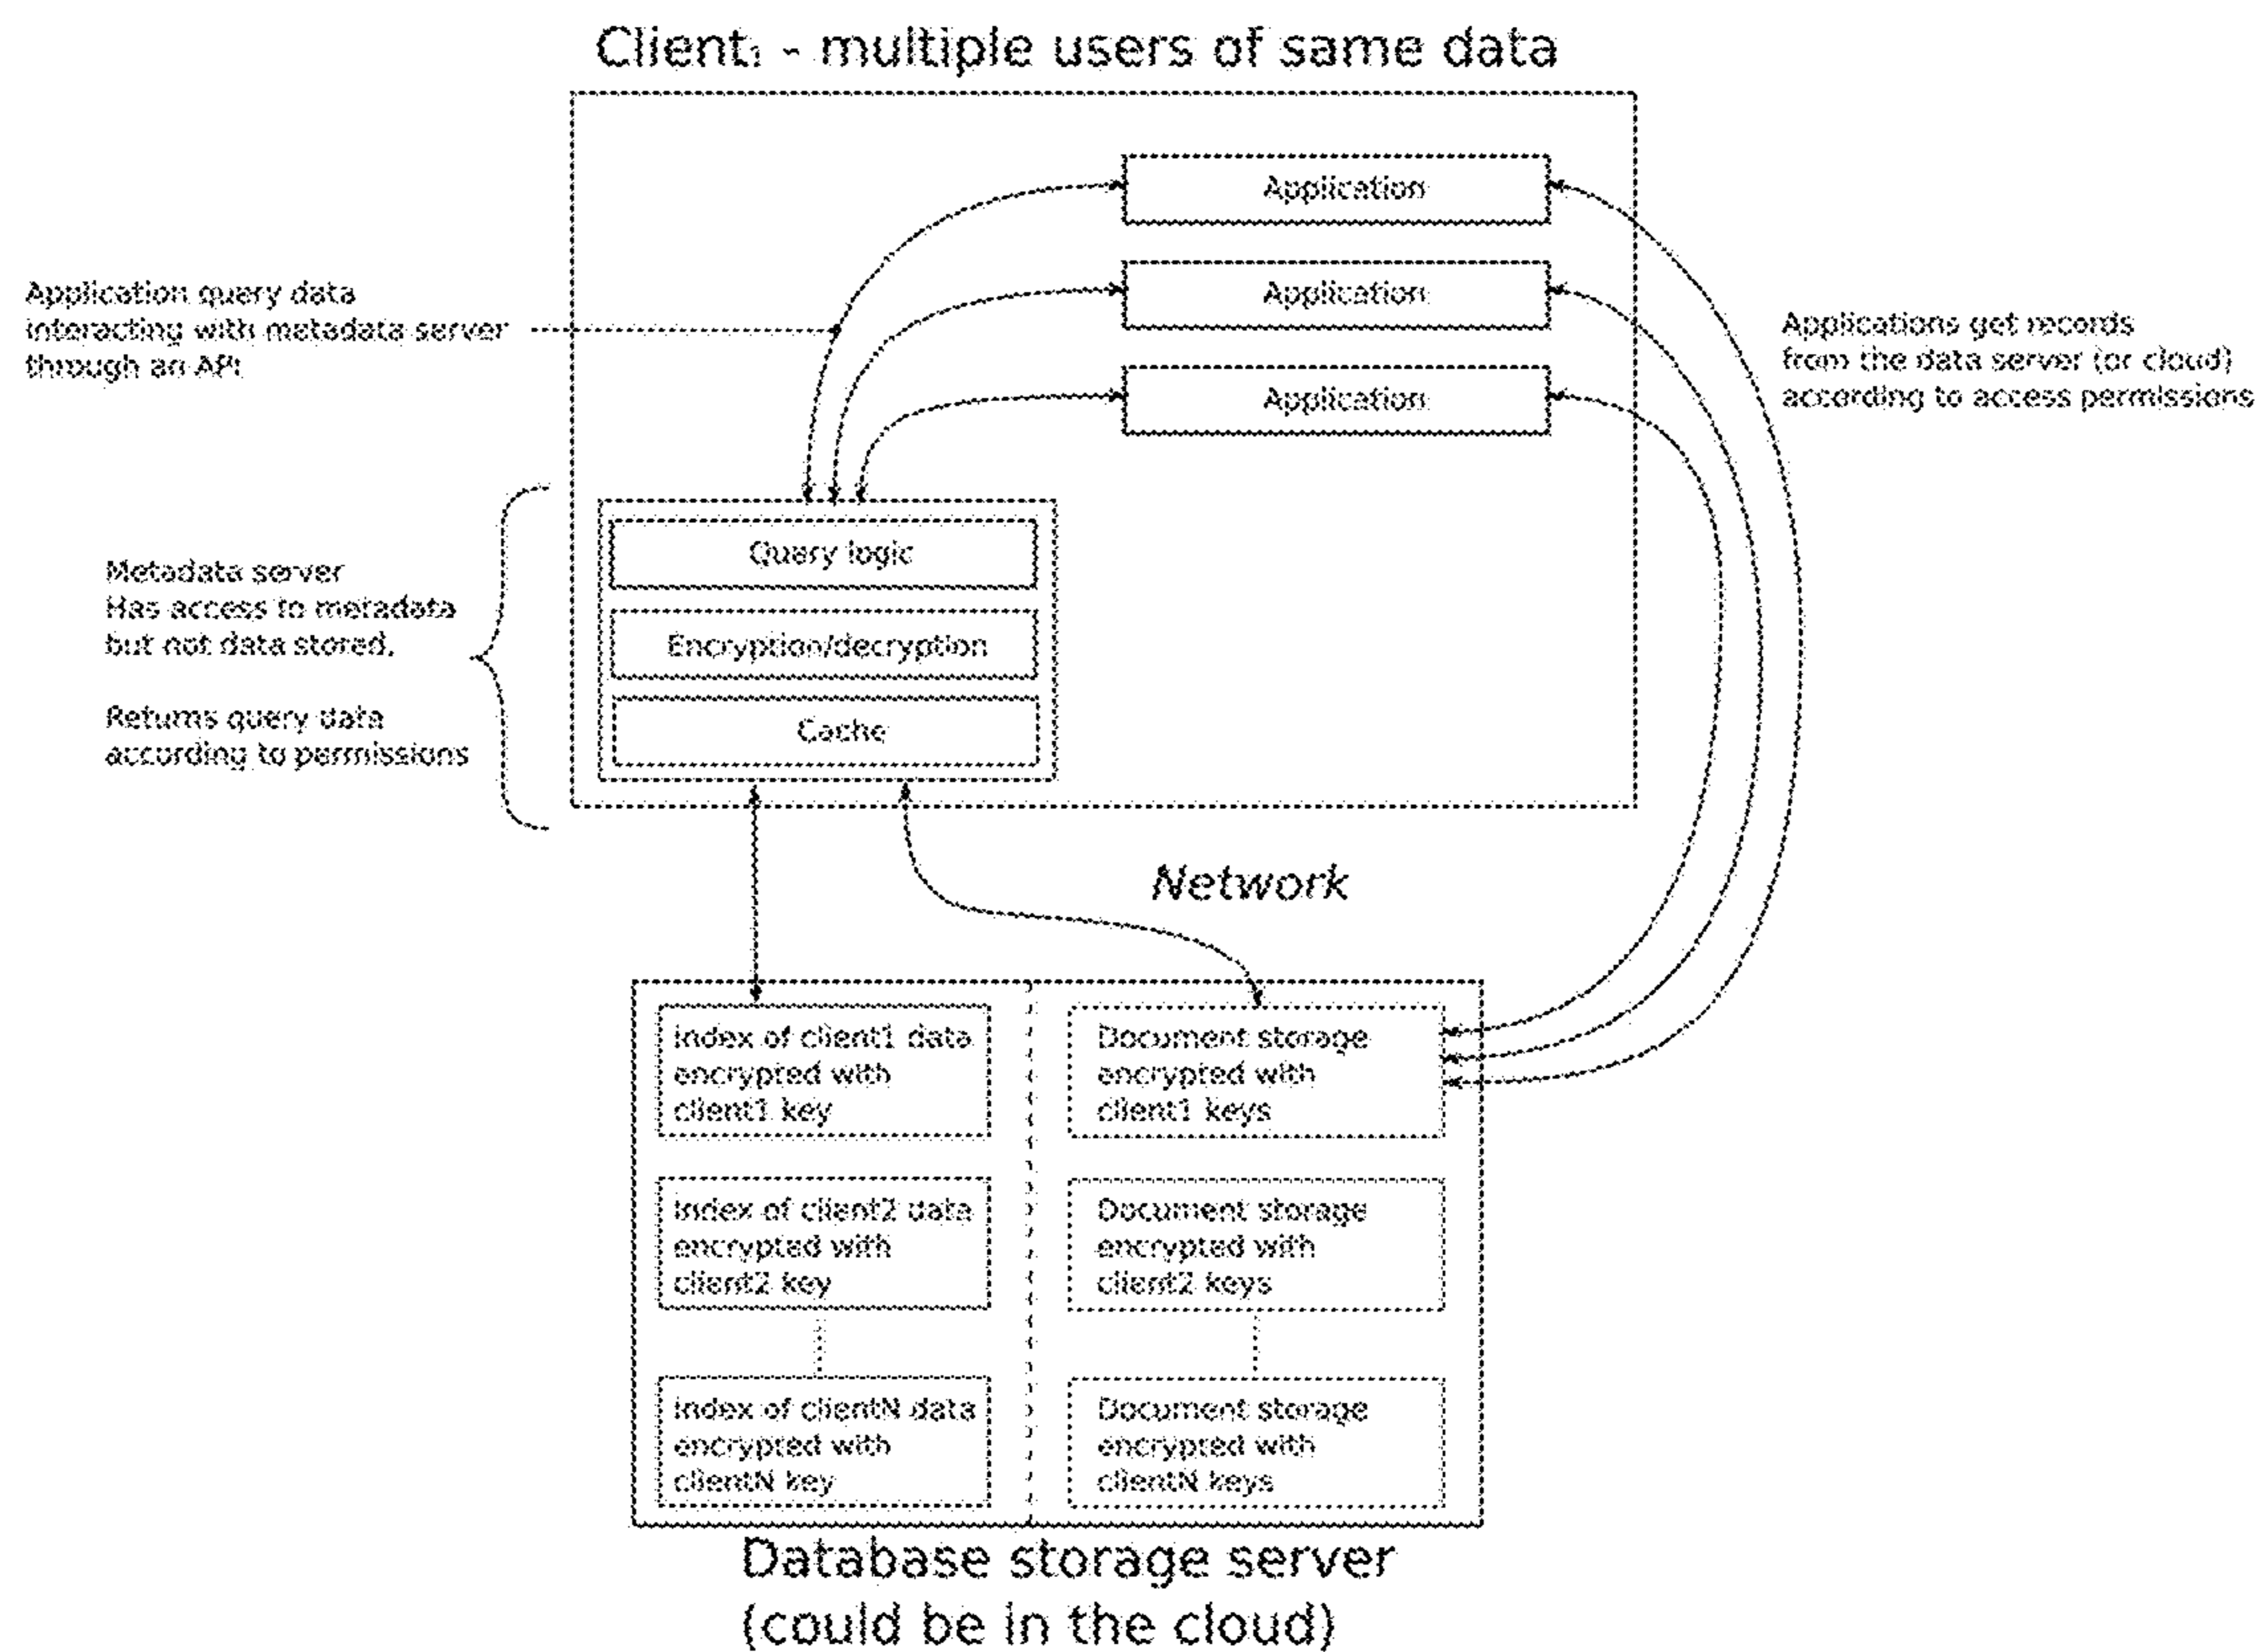 Client₁ - multiple users of same data
Application
Application
Application
Application query data
interacting with metadata server
through an API
Applications get records
from the data server (or cloud)
according to access permissions
Query logic
Encryption/decryption
Cache
Metadata server
Has access to metadata
but not data stored.
Returns query data
according to permissions
Network
Index of client1 data
encrypted with
client1 key
Document storage
encrypted with
client1 keys
Index of client2 data
encrypted with
client2 key
Document storage
encrypted with
client2 keys
Index of clientN data
encrypted with
clientN key
Document storage
encrypted with
clientN keys
Database storage server
(could be in the cloud)